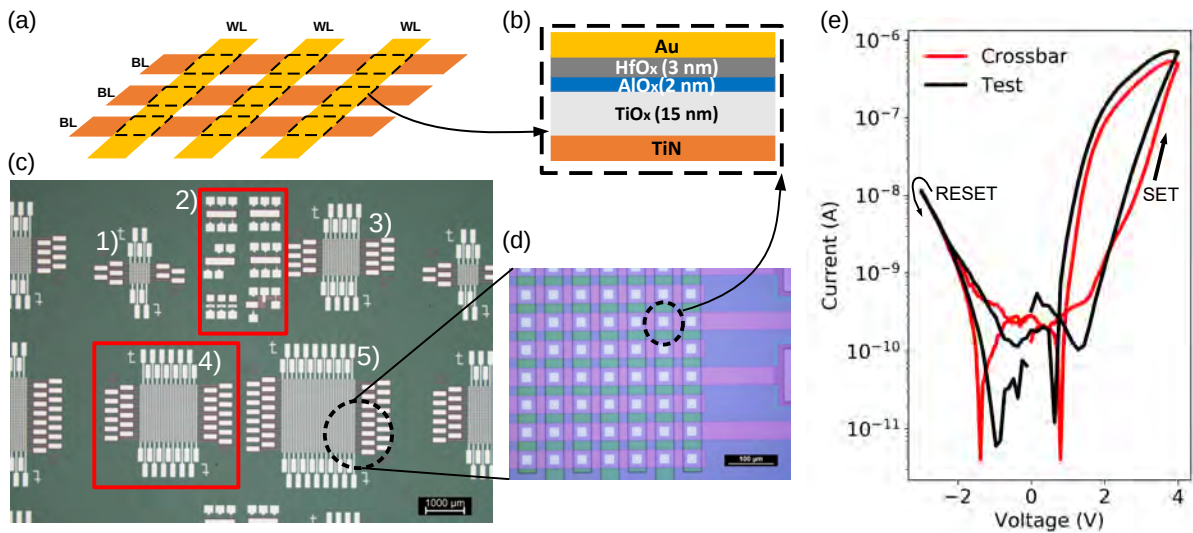 (a)
WL WL WL
BL
BL
BL
(b)
Au
HfOx (3 nm)
AlOx(2 nm)
TiOx (15 nm)
TiN
(c)
1)
2)
3)
4)
5)
t
t
t
t
1000 µm
(d)
100 µm
(e)
Crossbar
Test
RESET
SET
Current (A)
10⁻⁶
10⁻⁷
10⁻⁸
10⁻⁹
10⁻¹⁰
10⁻¹¹
−2 0 2 4
Voltage (V)